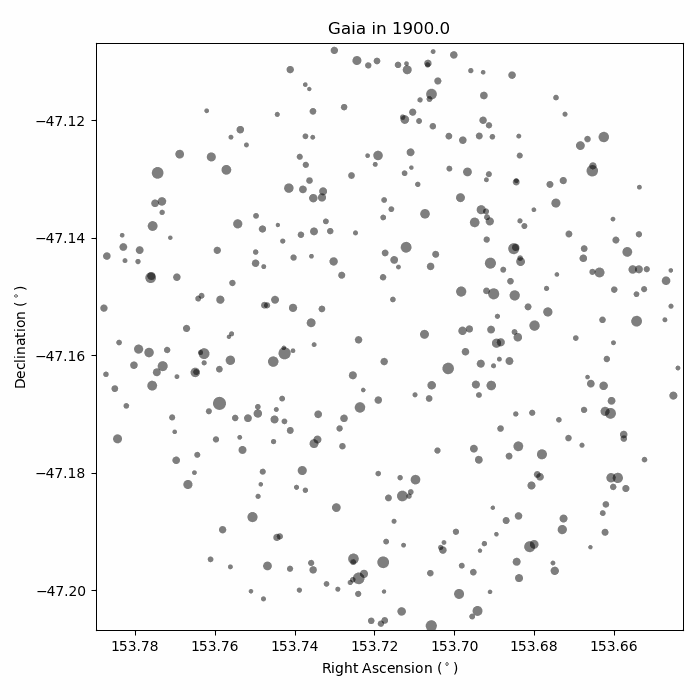 Gaia in 1900.0
−47.12
−47.14
−47.16
−47.18
−47.20
Declination (°)
153.78 153.76 153.74 153.72 153.70 153.68 153.66
Right Ascension (°)